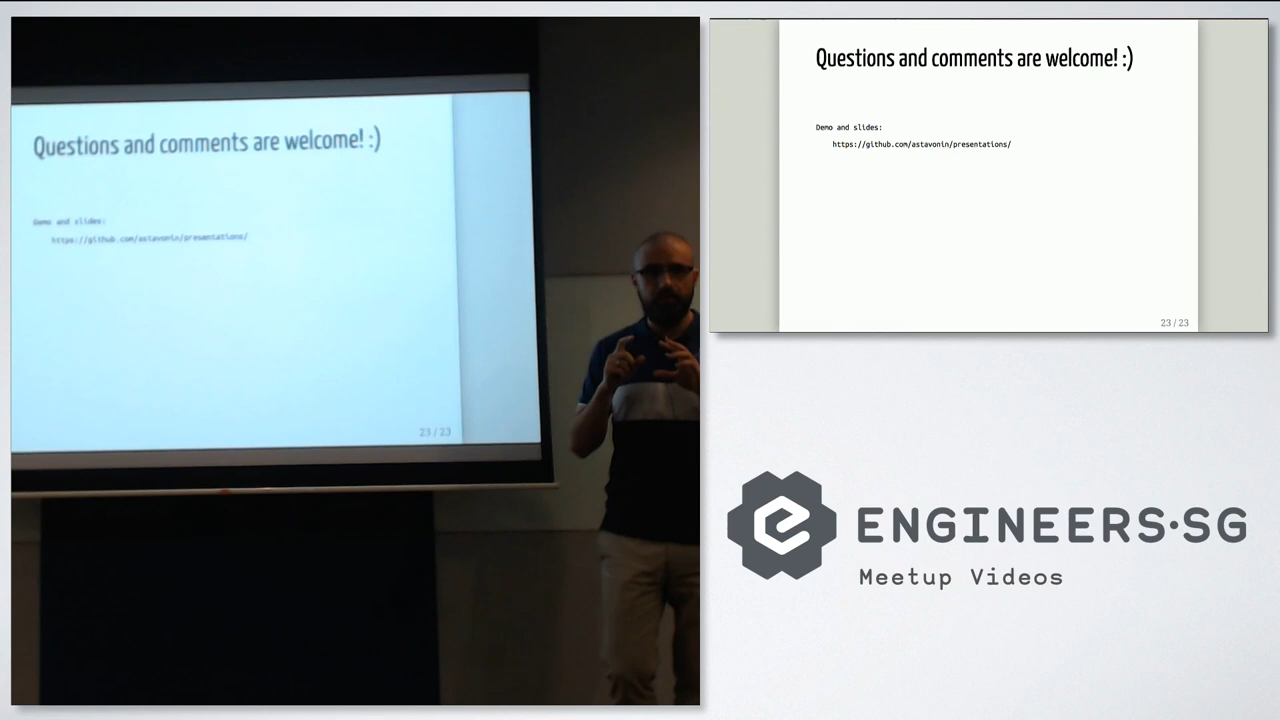 Questions and comments are welcome! :)
Demo and slides:
https://github.com/astavonin/presentations/
23 / 23
Questions and comments are welcome! :)
Demo and slides:
https://github.com/astavonin/presentations/
23 / 23
ENGINEERS·SG
Meetup Videos